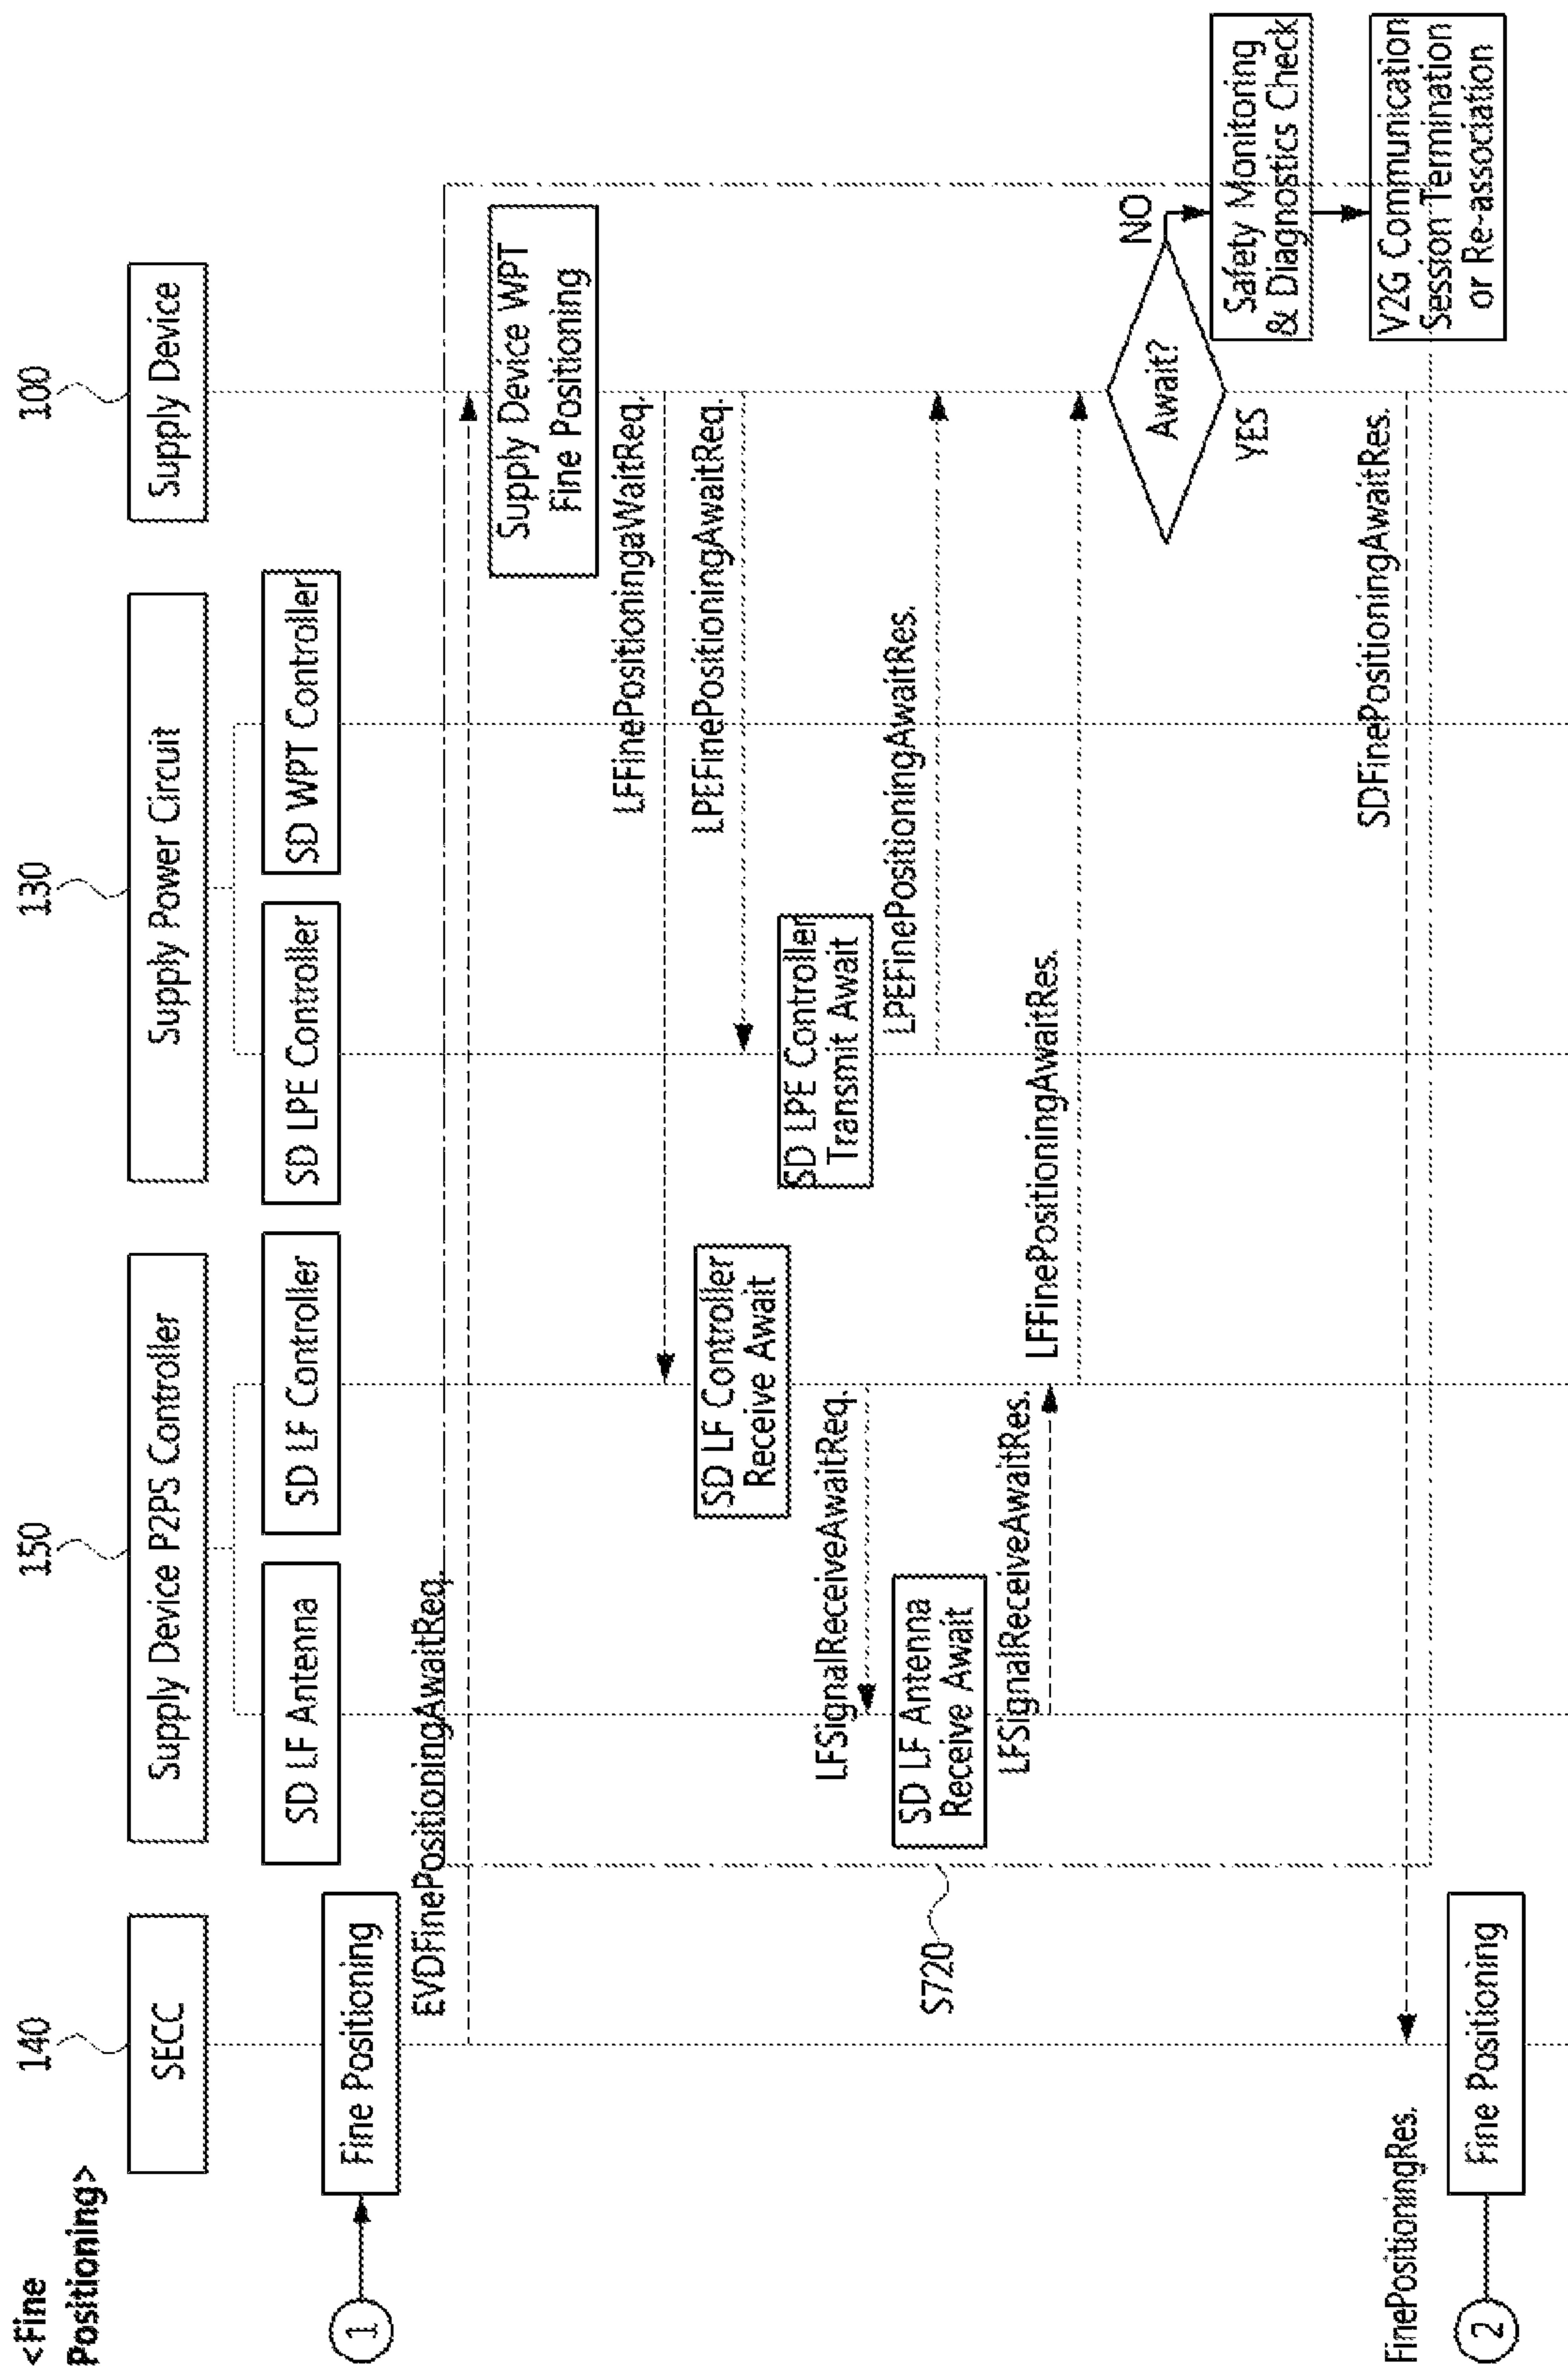 <Fine
Positioning>
140
150
130
100
SECC
Supply Device P2PS Controller
Supply Power Circuit
Supply Device
SD LF Antenna
SD LF Controller
SD LPE Controller
SD WPT Controller
1
Fine Positioning
EVDFinePositioningAwaitReq.
Supply Device WPT
Fine Positioning
LFFinePositioningaWaitReq.
LPEFinePositioningAwaitReq.
SD LF Controller
Receive Await
SD LPE Controller
Transmit Await
LFSignalReceiveAwaitReq.
LPEFinePositioningAwaitRes.
SD LF Antenna
Receive Await
S720
LFSignalReceiveAwaitRes.
LFFinePositioningAwaitRes.
Await?
NO
YES
Safety Monitoring
& Diagnostics Check
V2G Communication
Session Termination
or Re-association
SDFinePositioningAwaitRes.
FinePositioningRes.
2
Fine Positioning